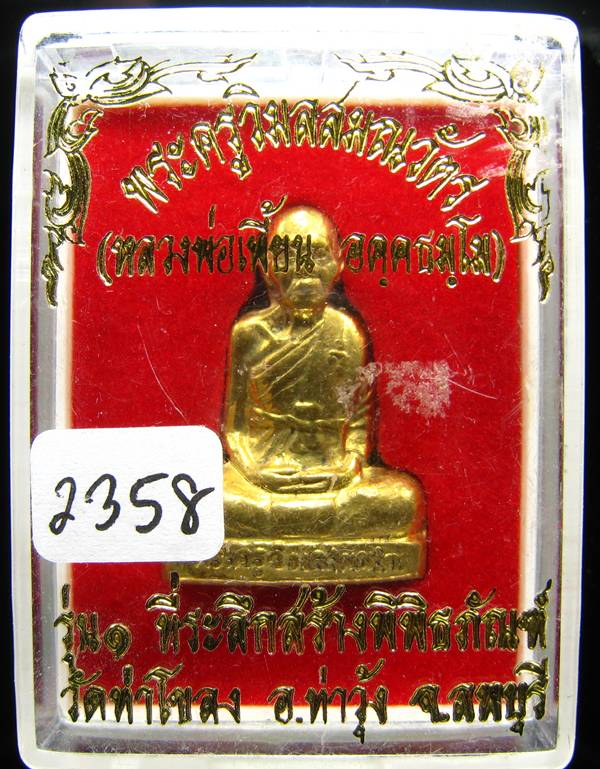 พระครูวิมลสมณวัตร
(หลวงพ่อเพี้ยน อคฺคธมฺโม)
2358
รุ่น๑ ที่ระลึกสร้างพิพิธภัณฑ์
วัดท่าโขลง อ.ท่าวุ้ง จ.ลพบุรี